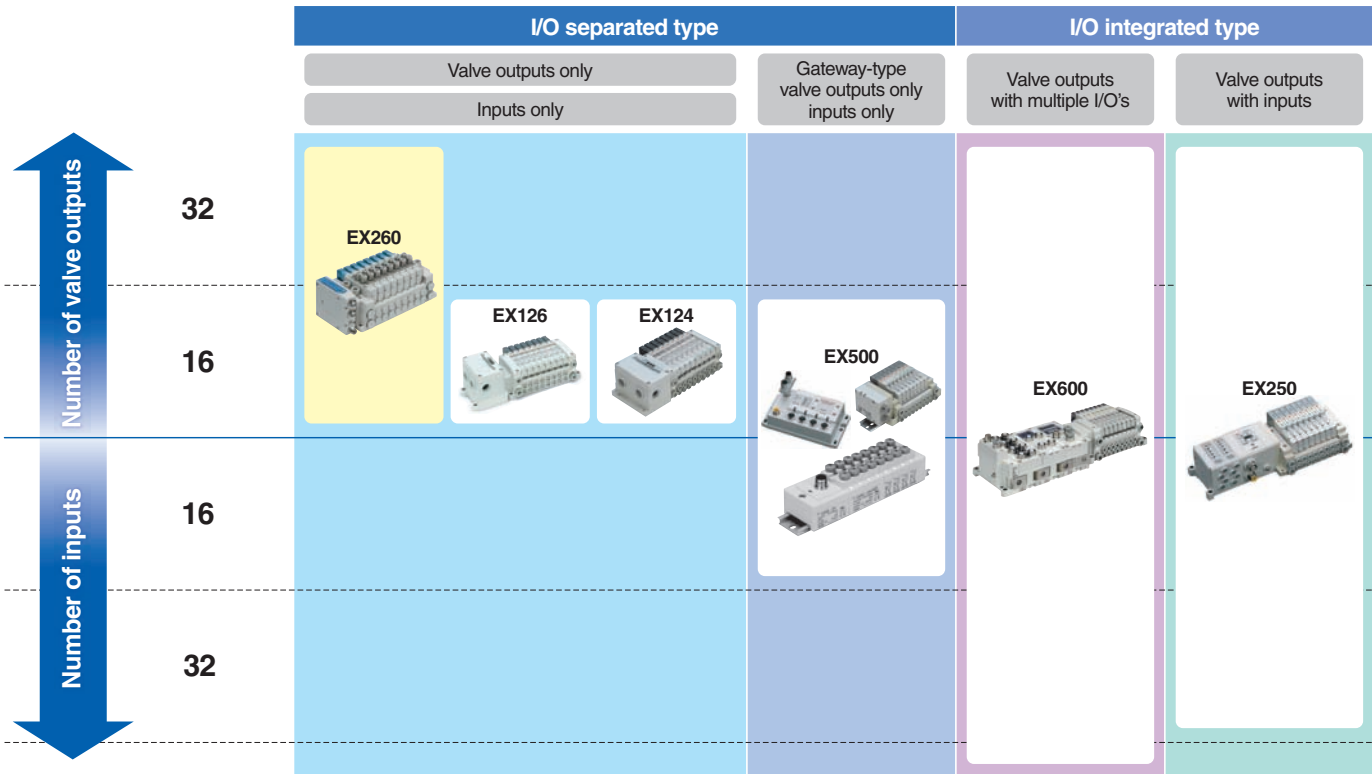 I/O separated type
I/O integrated type
Valve outputs only
Inputs only
Gateway-type
valve outputs only
inputs only
Valve outputs
with multiple I/O's
Valve outputs
with inputs
Number of valve outputs
Number of inputs
32
16
16
32
EX260
EX126
EX124
EX500
EX600
EX250